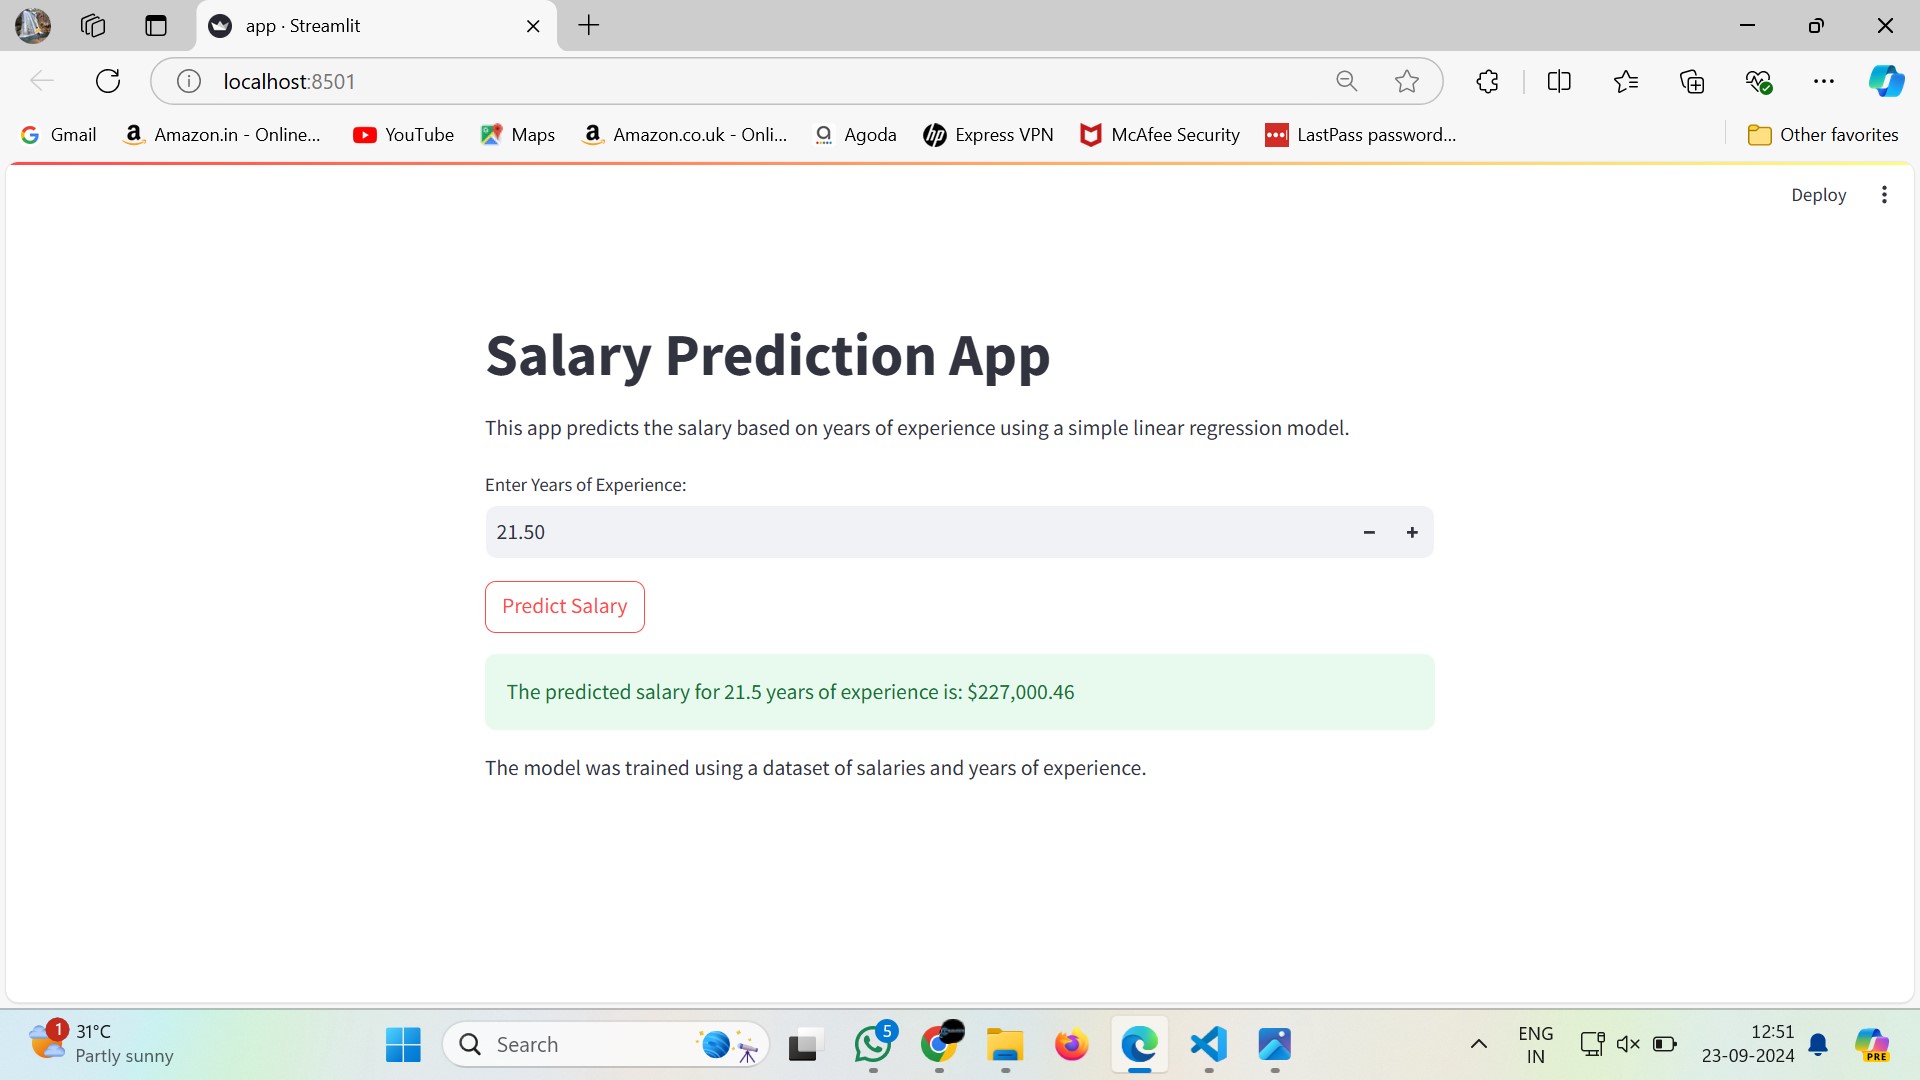 app · Streamlit
localhost:8501
Gmail
Amazon.in - Online...
YouTube
Maps
Amazon.co.uk - Onli...
Agoda
Express VPN
McAfee Security
LastPass password...
Other favorites
Deploy
Salary Prediction App
This app predicts the salary based on years of experience using a simple linear regression model.
Enter Years of Experience:
21.50
Predict Salary
The predicted salary for 21.5 years of experience is: $227,000.46
The model was trained using a dataset of salaries and years of experience.
1
31°C
Partly sunny
Search
5
ENG
IN
12:51
23-09-2024
PRE